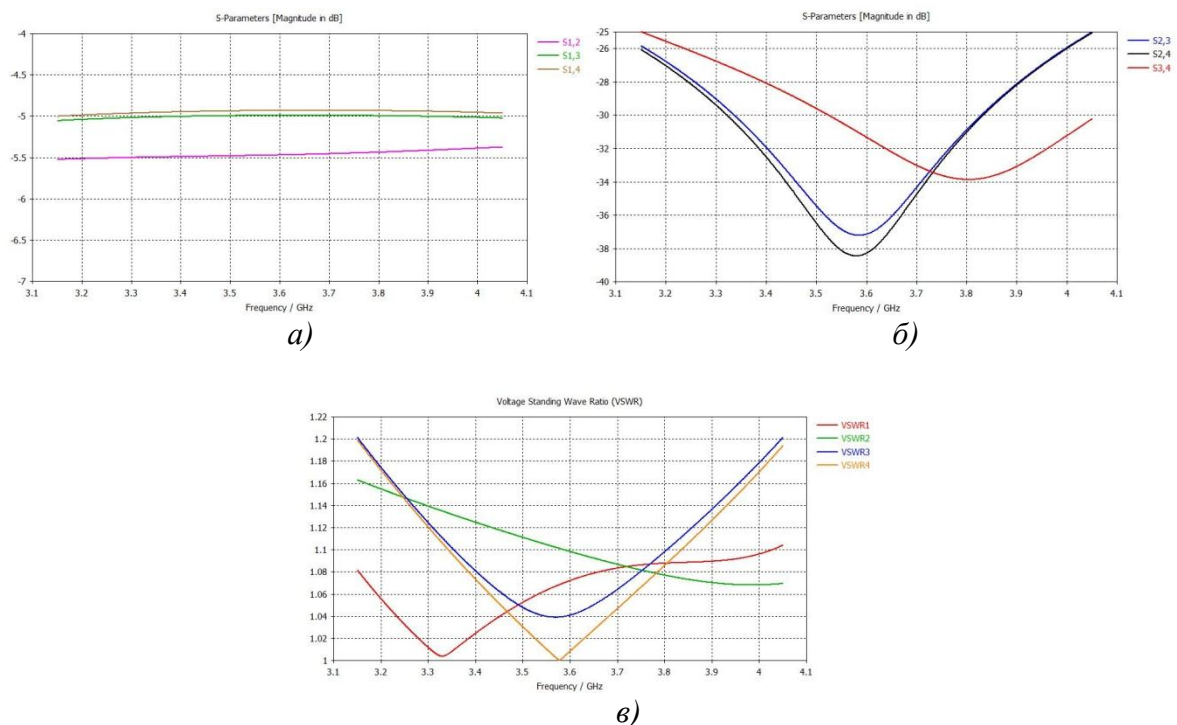 S-Parameters [Magnitude in dB]
-4
-4.5
-5
-5.5
-6
-6.5
-7
3.1 3.2 3.3 3.4 3.5 3.6 3.7 3.8 3.9 4 4.1
Frequency / GHz
S1,2
S1,3
S1,4
а)
S-Parameters [Magnitude in dB]
-25
-26
-28
-30
-32
-34
-36
-38
-40
3.1 3.2 3.3 3.4 3.5 3.6 3.7 3.8 3.9 4 4.1
Frequency / GHz
S2,3
S2,4
S3,4
б)
Voltage Standing Wave Ratio (VSWR)
1.22
1.2
1.18
1.16
1.14
1.12
1.1
1.08
1.06
1.04
1.02
1
3.1 3.2 3.3 3.4 3.5 3.6 3.7 3.8 3.9 4 4.1
Frequency / GHz
VSWR1
VSWR2
VSWR3
VSWR4
в)